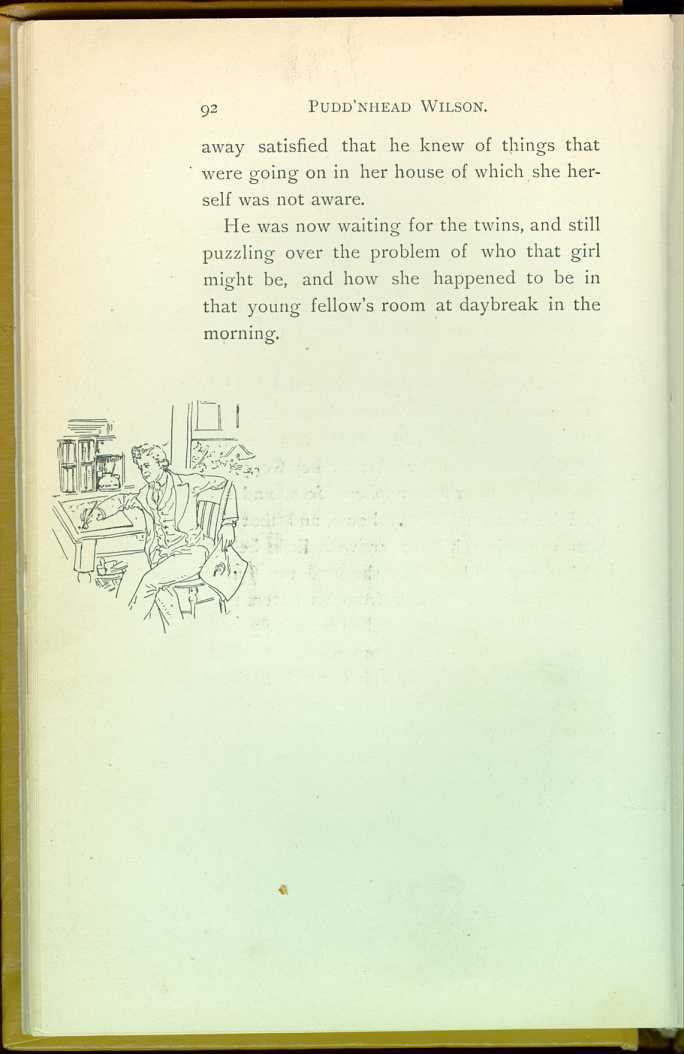 92 PUDD'NHEAD WILSON.
away satisfied that he knew of things that
were going on in her house of which she her-
self was not aware.
He was now waiting for the twins, and still
puzzling over the problem of who that girl
might be, and how she happened to be in
that young fellow's room at daybreak in the
morning.